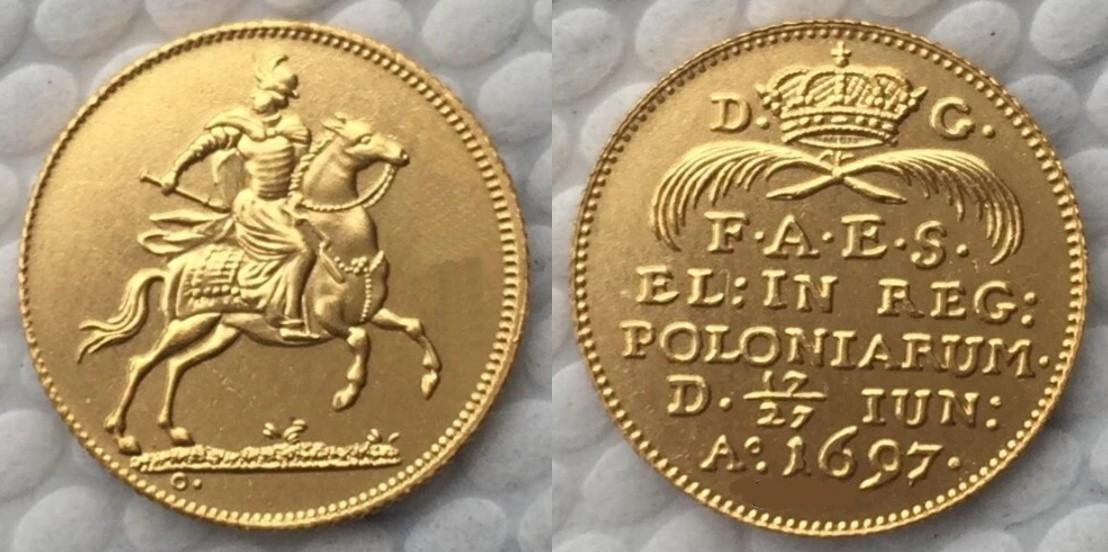 O.
D. G.
F·A·E·S·
EL: IN REG:
POLONIARUM·
D. 17/27 IUN:
A°: 1697·